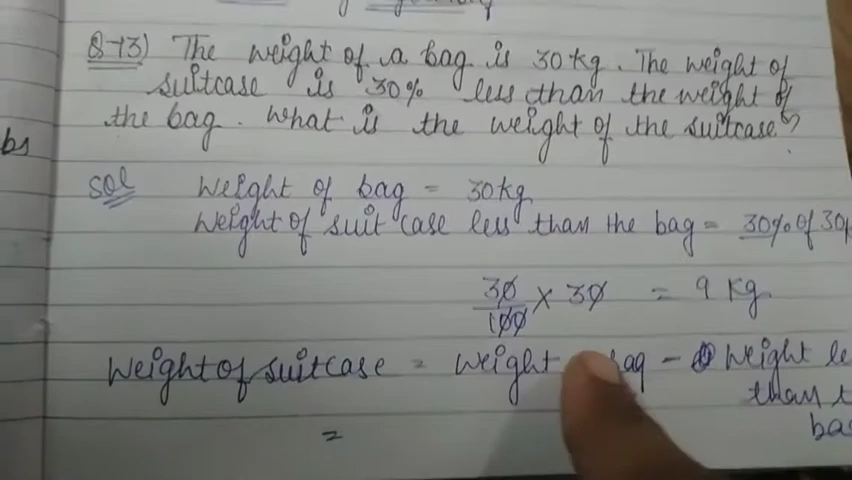 Q-13) The weight of a bag is 30kg. The weight of
suitcase is 30% less than the weight of
the bag. What is the weight of the suitcase?
Sol Weight of bag = 30kg
Weight of suit case less than the bag = 30% of 30
30/100 × 30 = 9 kg
Weight of suitcase = weight bag - Weight le
than t
ba
=